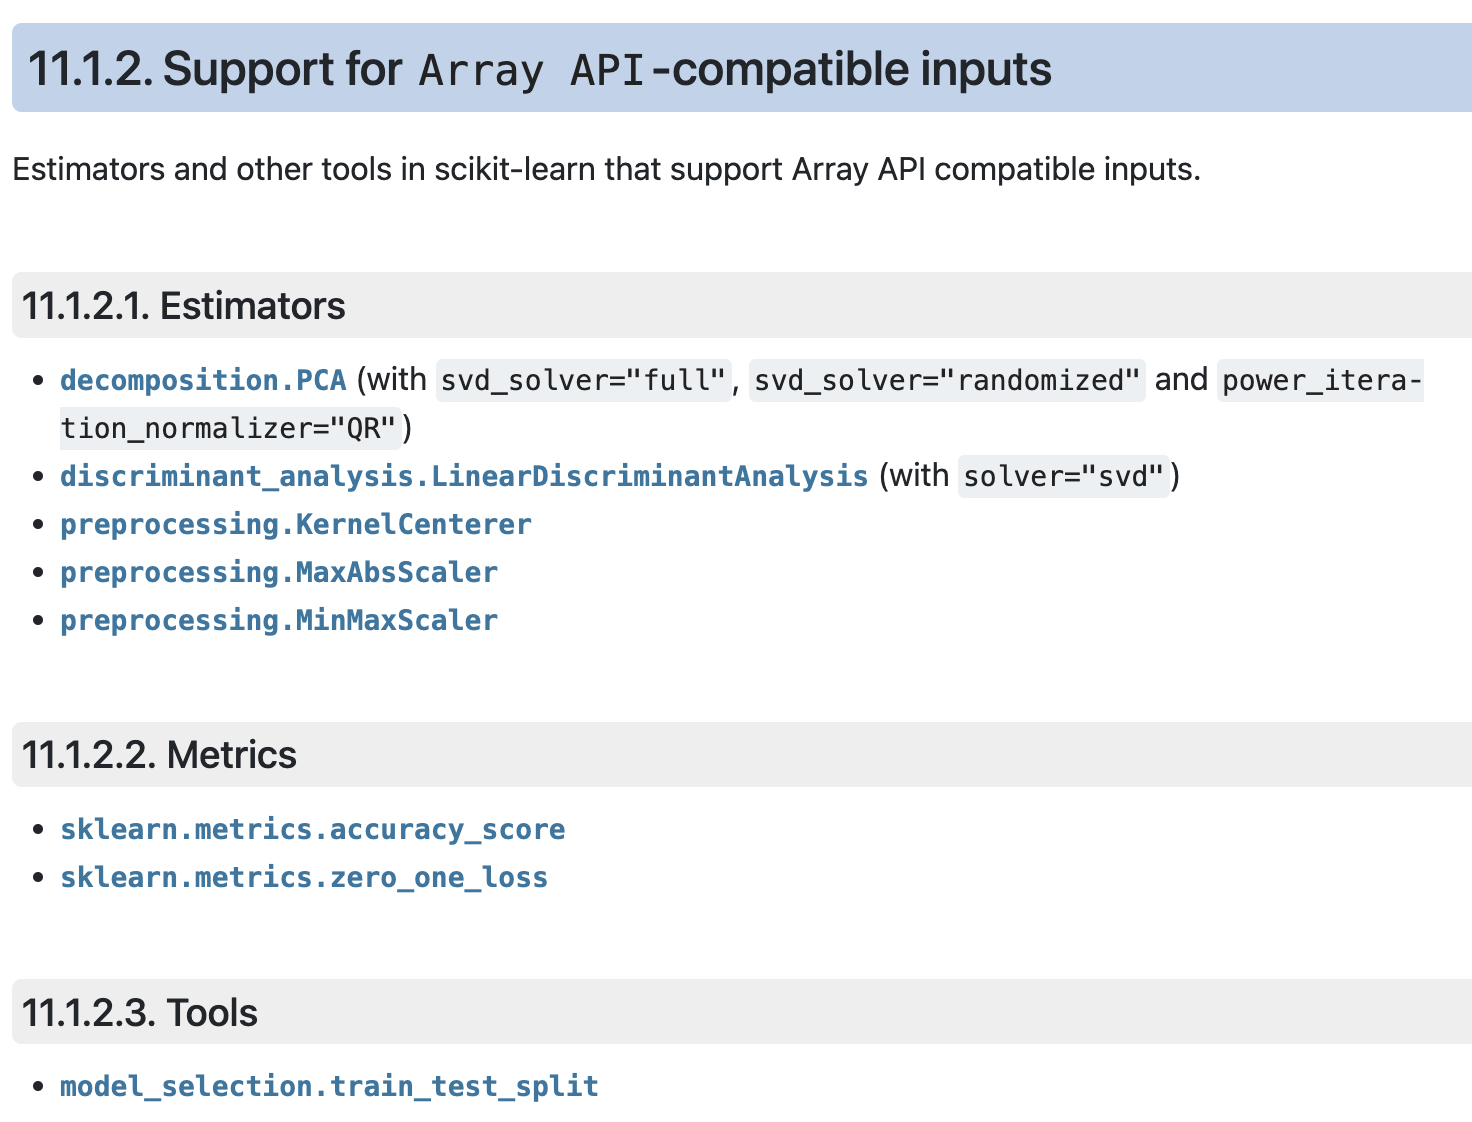 11.1.2. Support for Array API-compatible inputs
Estimators and other tools in scikit-learn that support Array API compatible inputs.
11.1.2.1. Estimators
• decomposition.PCA (with svd_solver="full", svd_solver="randomized" and power_itera-
tion_normalizer="QR")
• discriminant_analysis.LinearDiscriminantAnalysis (with solver="svd")
• preprocessing.KernelCenterer
• preprocessing.MaxAbsScaler
• preprocessing.MinMaxScaler
11.1.2.2. Metrics
• sklearn.metrics.accuracy_score
• sklearn.metrics.zero_one_loss
11.1.2.3. Tools
• model_selection.train_test_split